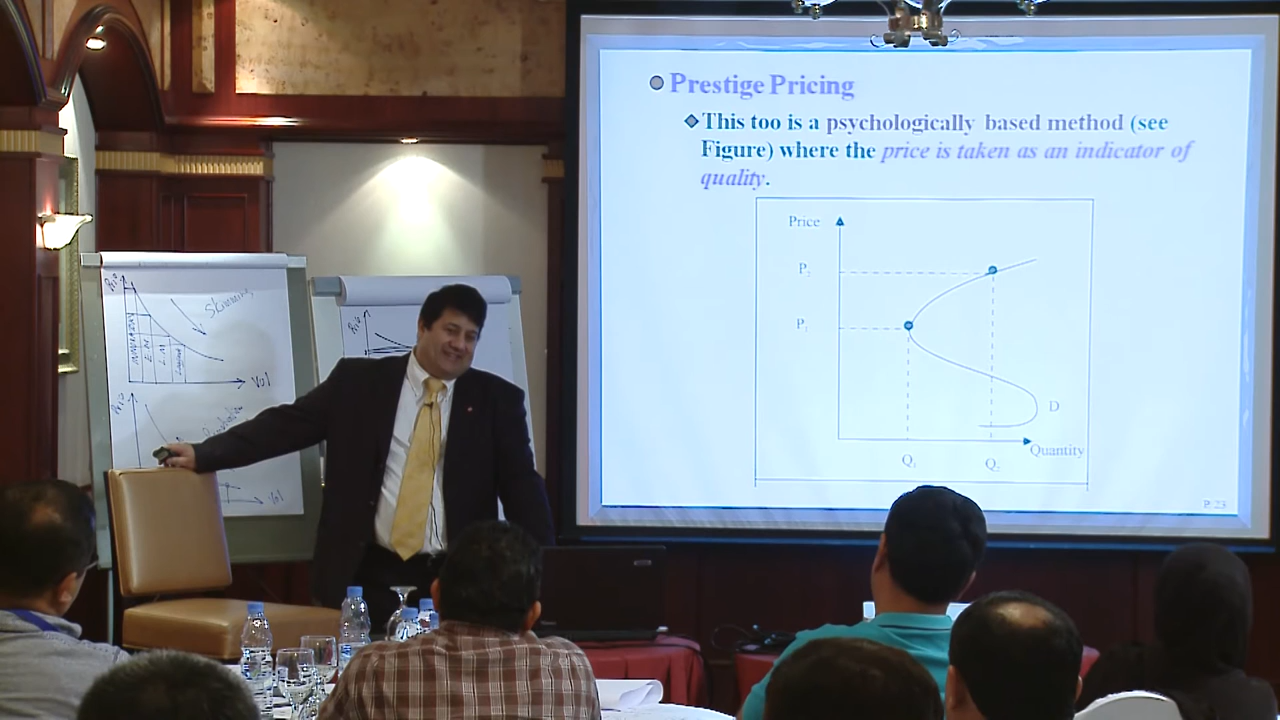 Prestige Pricing
This too is a psychologically based method (see
Figure) where the price is taken as an indicator of
quality.
Price
P₂
P₁
D
Quantity
Q₁
Q₂
P. 23
Skimming
Vol
Vol